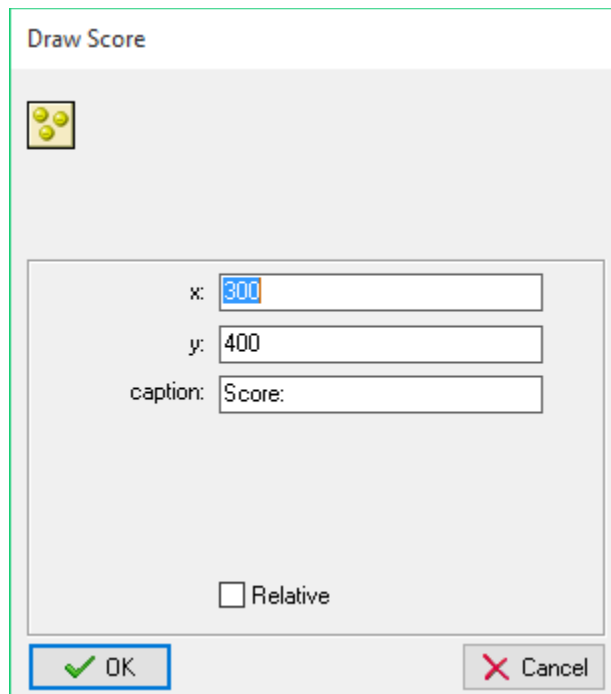 Draw Score
x: 300
y: 400
caption: Score:
Relative
OK Cancel